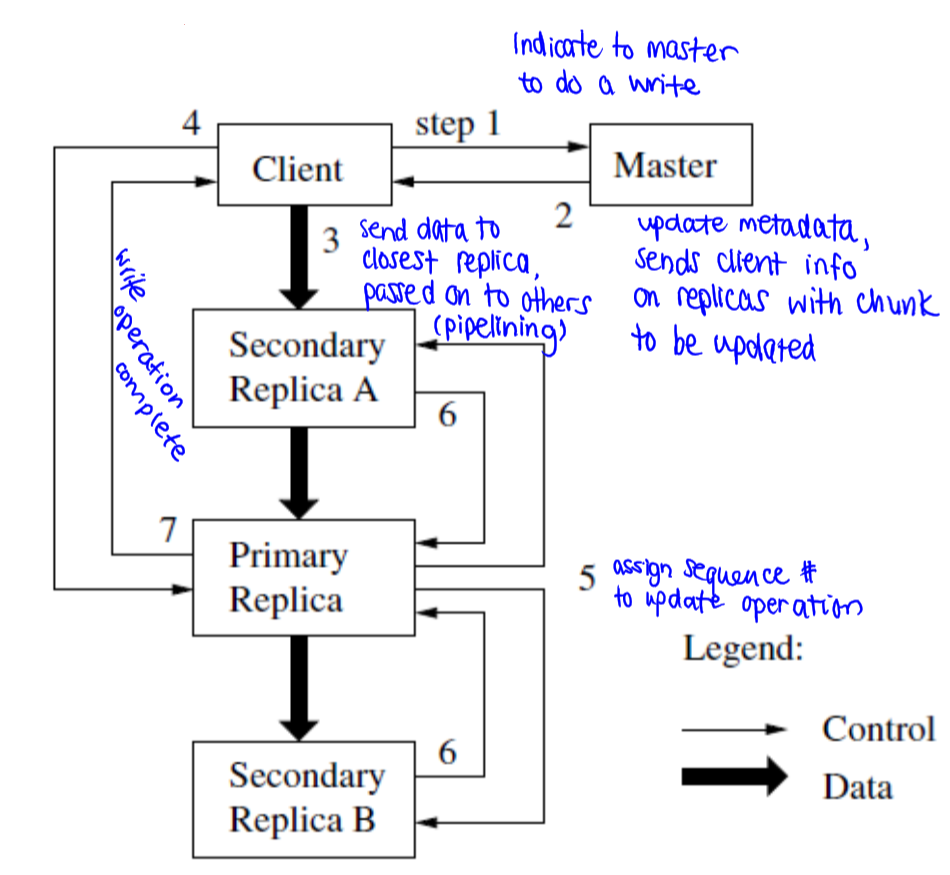 Indicate to master
to do a write
4
step 1
Client
Master
2
3
send data to
closest replica,
passed on to others
(pipelining)
update metadata,
sends client info
on replicas with chunk
to be updated
write
operation
complete
Secondary
Replica A
6
7
Primary
Replica
5
assign sequence #
to update operation
Legend:
Control
Data
6
Secondary
Replica B